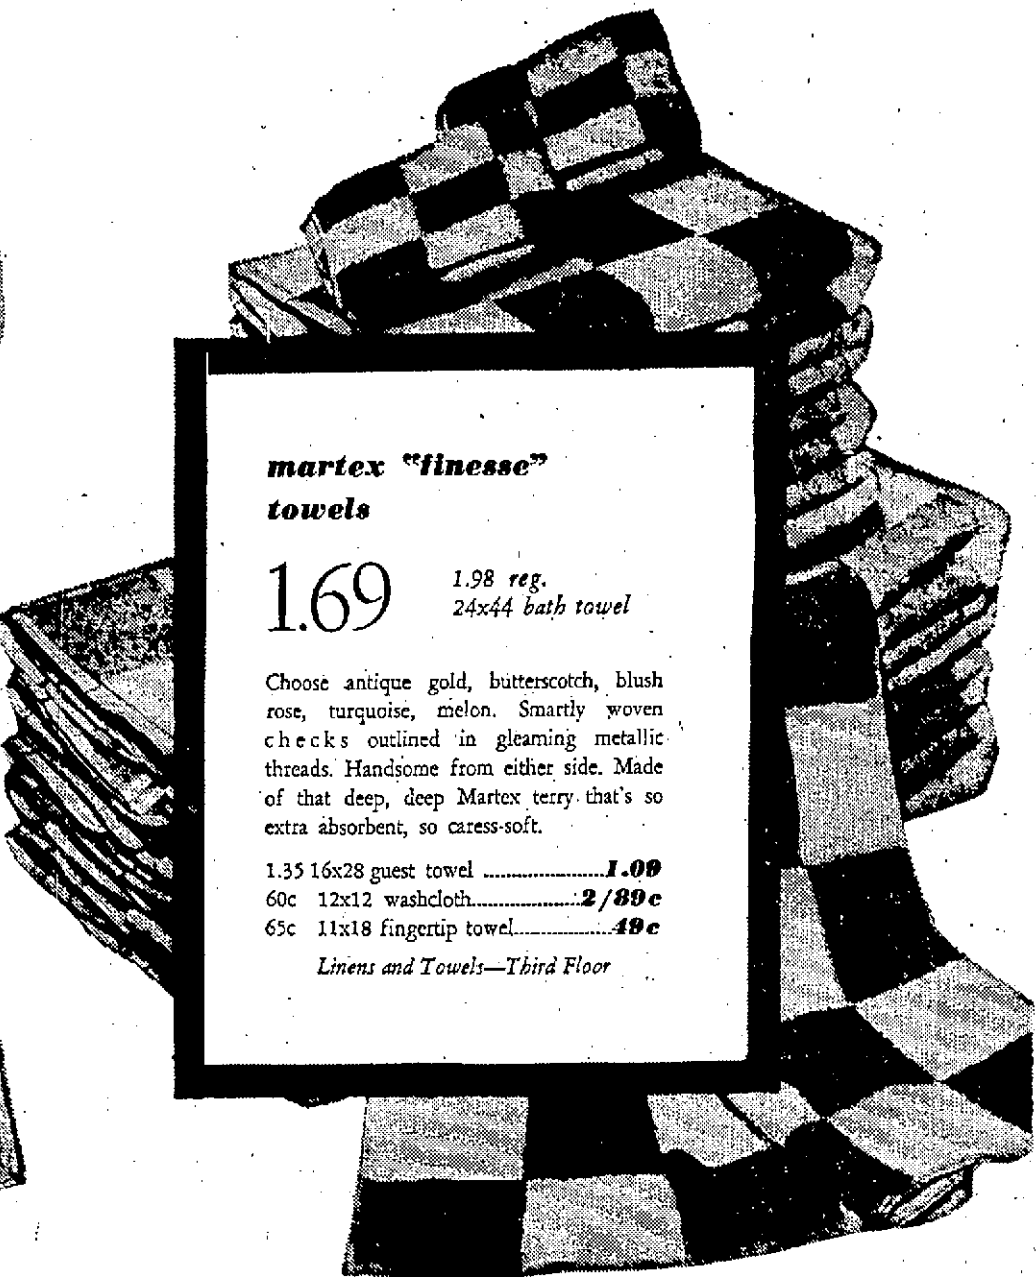 martex "finesse"
towels
1.69
1.98 reg.
24x44 bath towel
Choose antique gold, butterscotch, blush
rose, turquoise, melon. Smartly woven
checks outlined in gleaming metallic
threads. Handsome from either side. Made
of that deep, deep Martex terry that's so
extra absorbent, so caress-soft.
1.35 16x28 guest towel ........................1.09
60c 12x12 washcloth......................2/89c
65c 11x18 fingertip towel....................49c
Linens and Towels—Third Floor